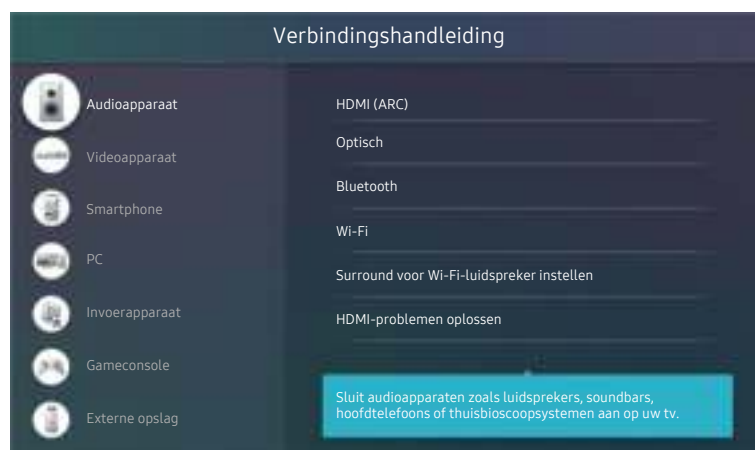 Verbindingshandleiding
Audioapparaat
Videoapparaat
Smartphone
PC
Invoerapparaat
Gameconsole
Externe opslag
HDMI (ARC)
Optisch
Bluetooth
Wi-Fi
Surround voor Wi-Fi-luidspreker instellen
HDMI-problemen oplossen
Sluit audioapparaten zoals luidsprekers, soundbars,
hoofdtelefoons of thuisbioscoopsystemen aan op uw tv.